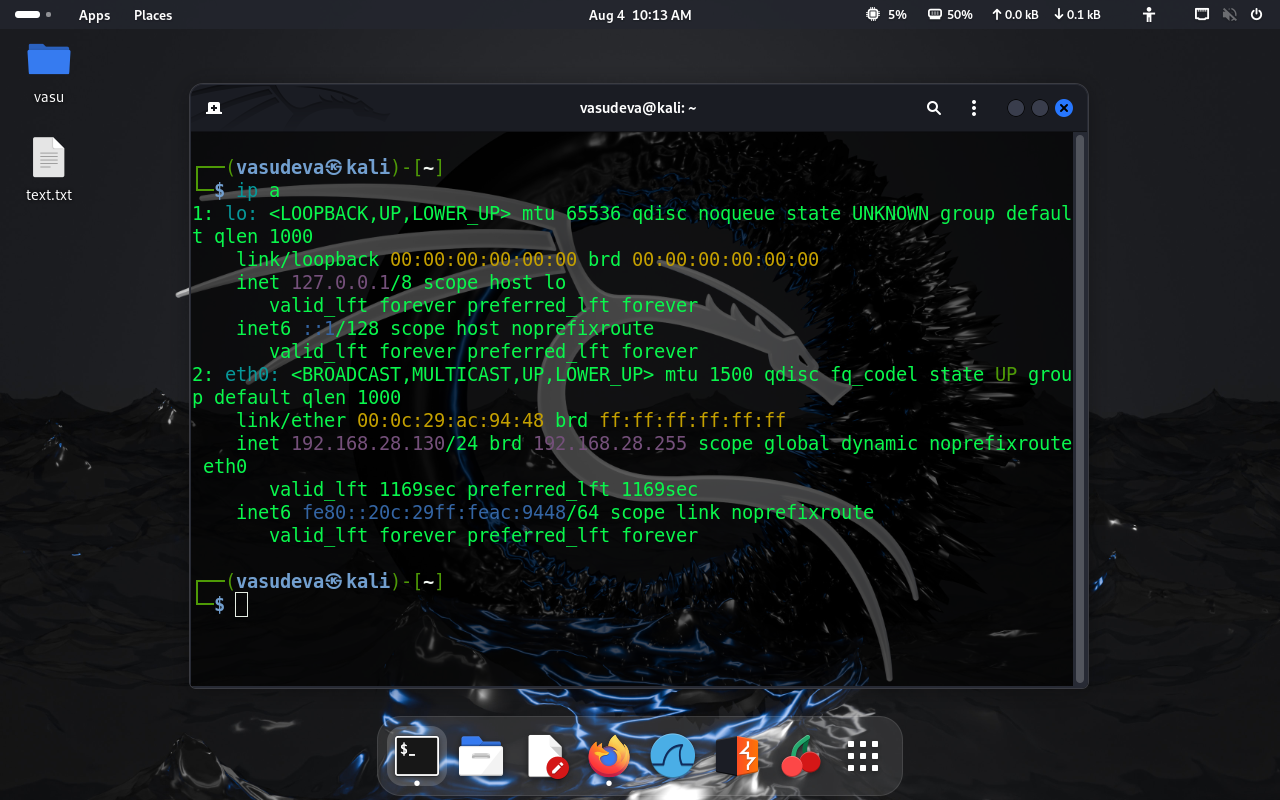 Apps Places Aug 4 10:13 AM 5% 50% 0.0 kB 0.1 kB
vasu
text.txt
vasudeva@kali: ~
┌──(vasudeva㉿kali)-[~]
└─$ ip a
1: lo: <LOOPBACK,UP,LOWER_UP> mtu 65536 qdisc noqueue state UNKNOWN group defaul
t qlen 1000
    link/loopback 00:00:00:00:00:00 brd 00:00:00:00:00:00
    inet 127.0.0.1/8 scope host lo
       valid_lft forever preferred_lft forever
    inet6 ::1/128 scope host noprefixroute
       valid_lft forever preferred_lft forever
2: eth0: <BROADCAST,MULTICAST,UP,LOWER_UP> mtu 1500 qdisc fq_codel state UP grou
p default qlen 1000
    link/ether 00:0c:29:ac:94:48 brd ff:ff:ff:ff:ff:ff
    inet 192.168.28.130/24 brd 192.168.28.255 scope global dynamic noprefixroute
 eth0
       valid_lft 1169sec preferred_lft 1169sec
    inet6 fe80::20c:29ff:feac:9448/64 scope link noprefixroute
       valid_lft forever preferred_lft forever
┌──(vasudeva㉿kali)-[~]
└─$
$_